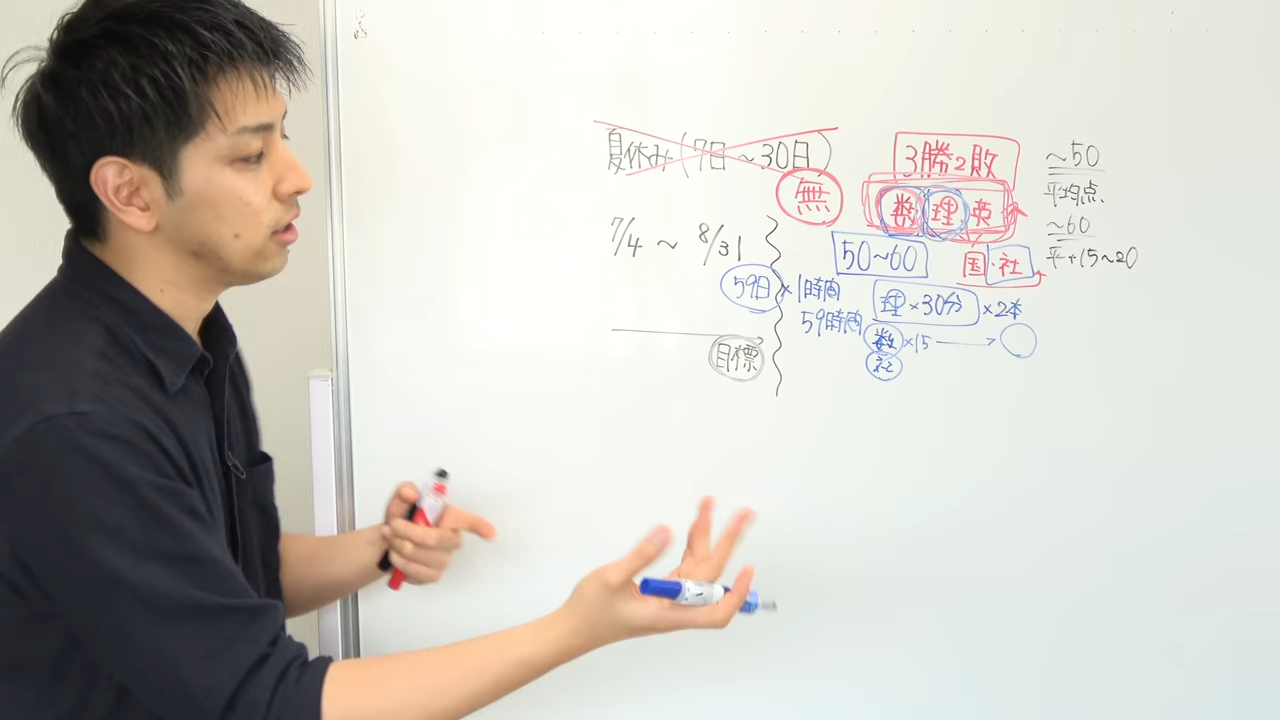 夏休み(7日～30日)
無
7/4 ～ 8/31
59日 × 1時間
59時間
目標
3勝2敗
数 理 英
国・社
50~60
理 × 30分 × 2本
数 ×15 →
社
~50
平均点
~60
平+15~20